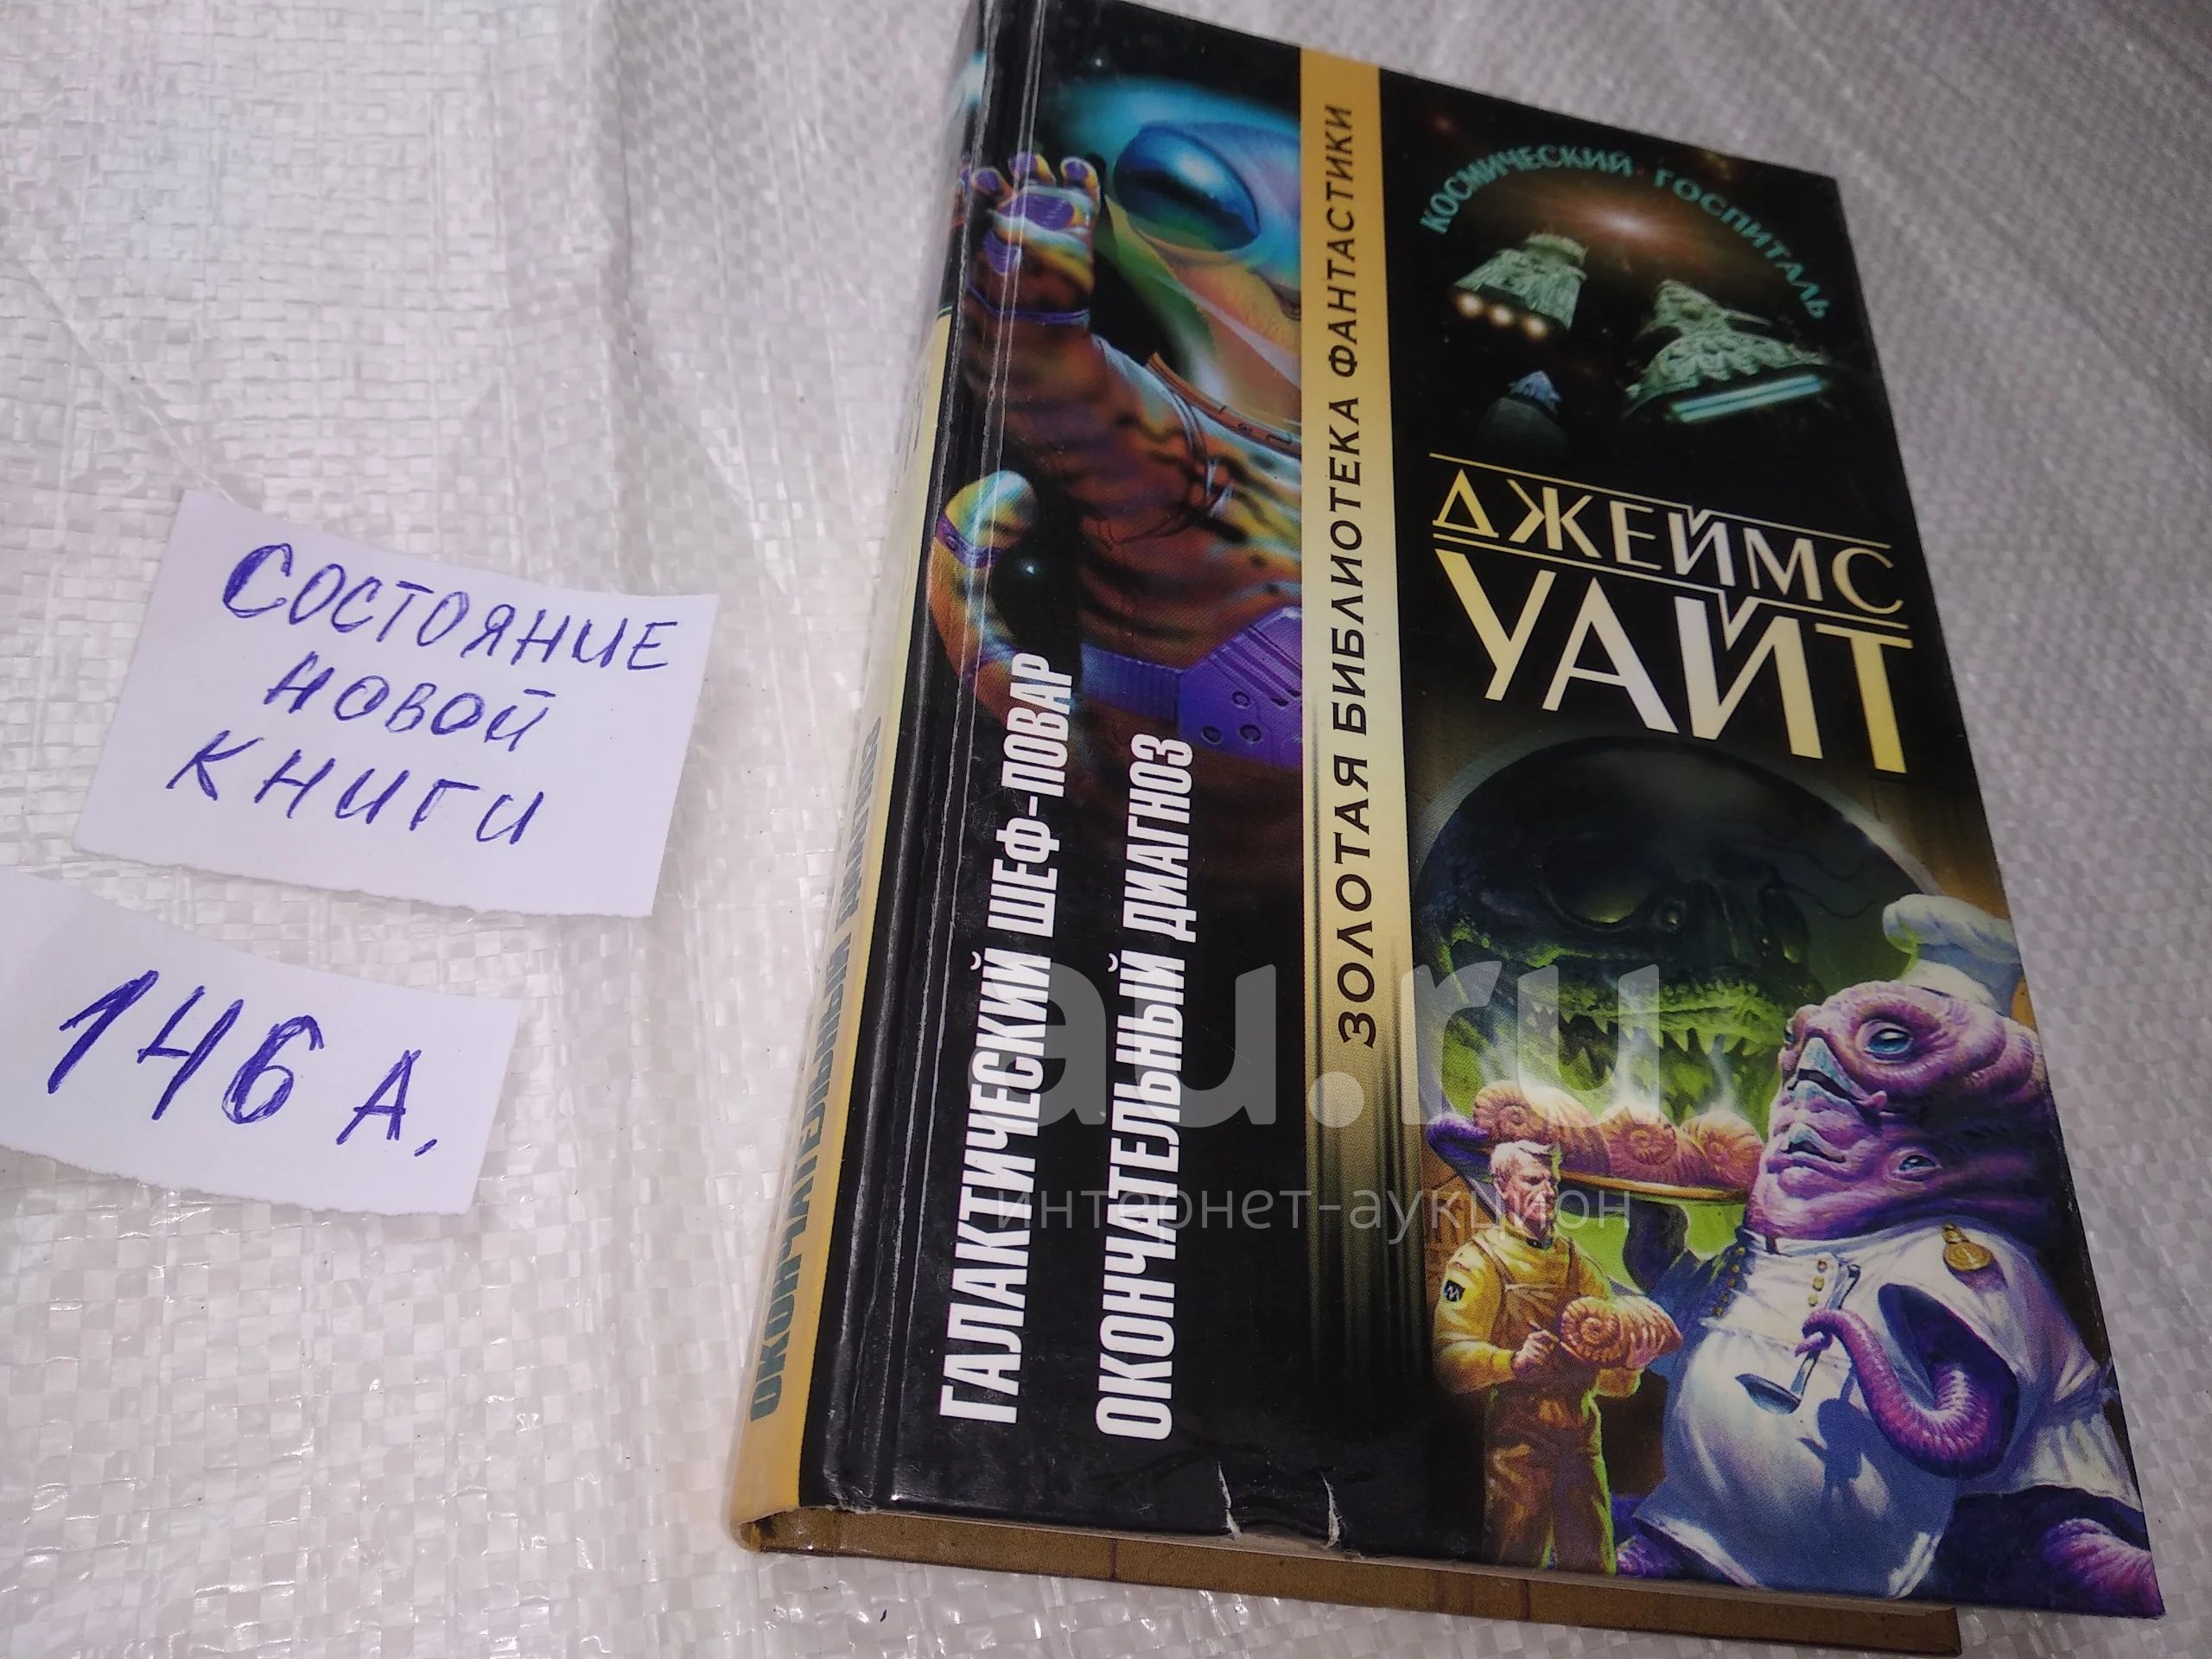 СОСТОЯНИЕ
НОВОЙ
КНИГИ
146 А.
ОКОНЧАТЕЛЬНЫЙ ДИАГНОЗ
ГАЛАКТИЧЕСКИЙ ШЕФ-ПОВАР
ОКОНЧАТЕЛЬНЫЙ ДИАГНОЗ
ЗОЛОТАЯ БИБЛИОТЕКА ФАНТАСТИКИ
КОСМИЧЕСКИЙ ГОСПИТАЛЬ
ДЖЕЙМС
УАЙТ
au.ru
интернет-аукцион